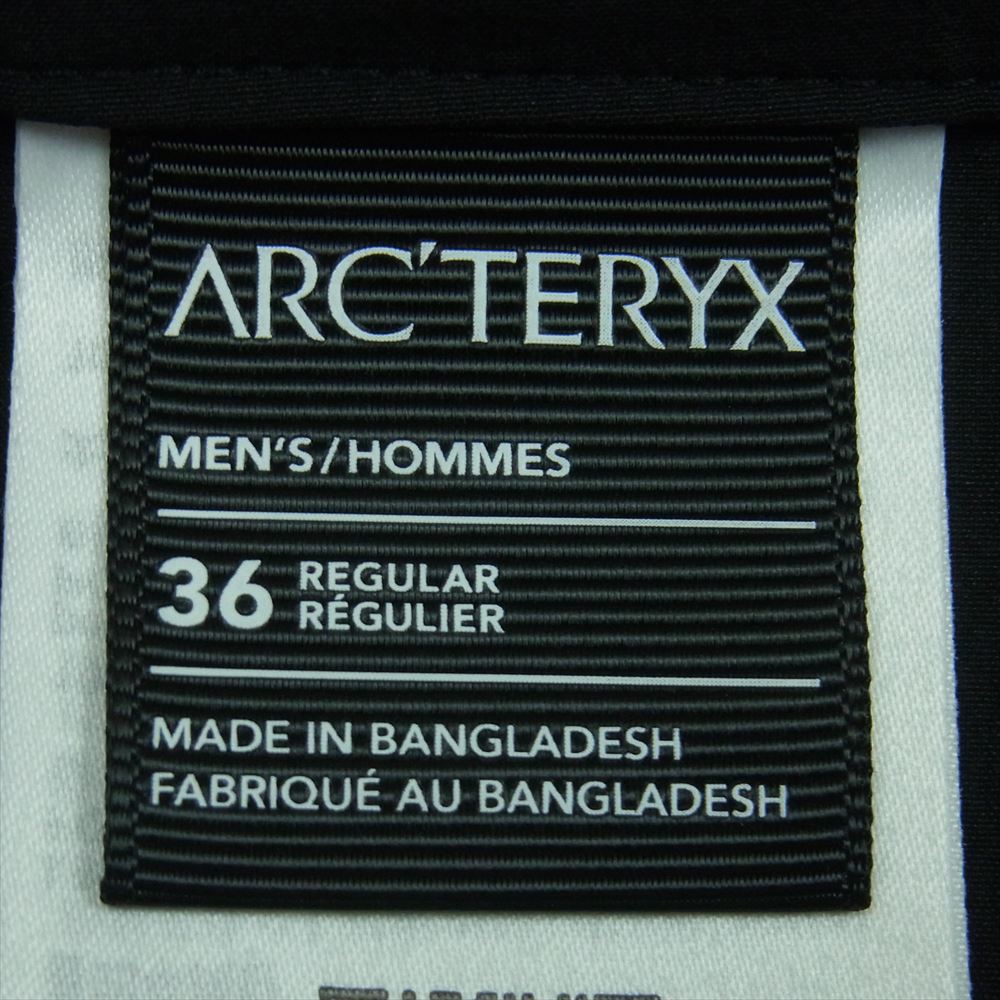 ARC'TERYX
MEN'S/HOMMES
36 REGULAR
RÉGULIER
MADE IN BANGLADESH
FABRIQUÉ AU BANGLADESH